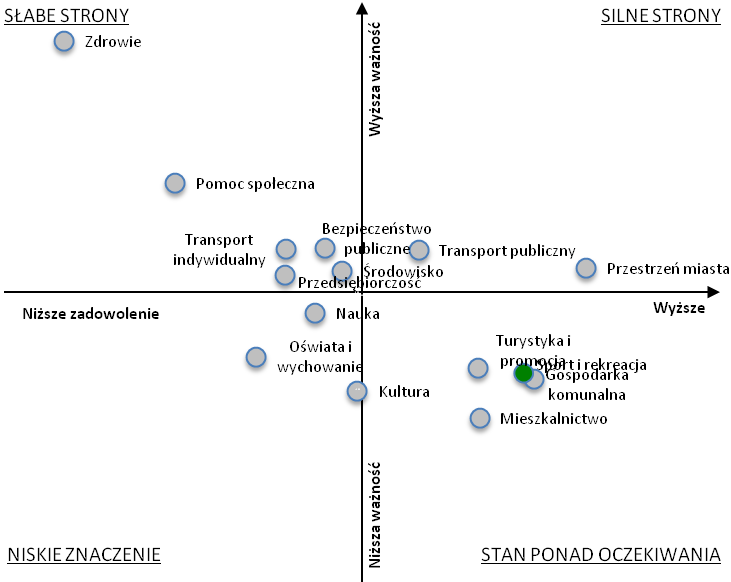 SŁABE STRONY
SILNE STRONY
Wyższa ważność
Zdrowie
Pomoc społeczna
Transport
indywidualny
Bezpieczeństwo
publiczne
Transport publiczny
Środowisko
Przestrzeń miasta
Przedsiębiorczość
Niższe zadowolenie
Wyższe
Nauka
Oświata i
wychowanie
Turystyka i
promocja
Sport i rekreacja
Gospodarka
komunalna
Kultura
Mieszkalnictwo
Niższa ważność
NISKIE ZNACZENIE
STAN PONAD OCZEKIWANIA